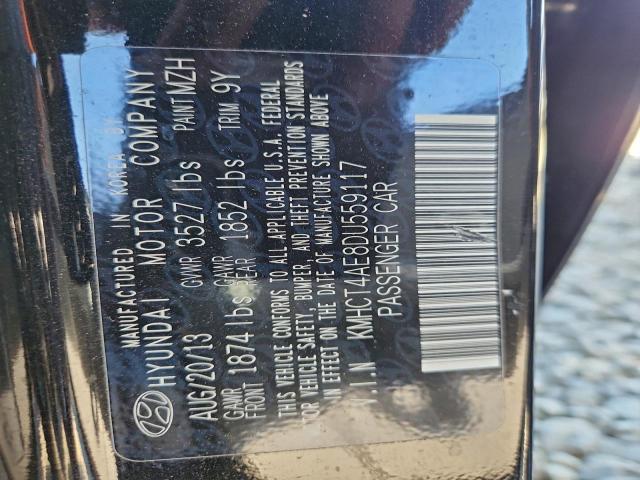 MANUFACTURED IN KOREA BY
HYUNDAI MOTOR COMPANY
AUG/20/13 GVWR 3527 lbs PAINT MZH
GAWR FRONT 1874 lbs GAWR REAR 1852 lbs TRIM 9Y
THIS VEHICLE CONFORMS TO ALL APPLICABLE U.S.A. FEDERAL
MOTOR VEHICLE SAFETY, BUMPER, AND THEFT PREVENTION STANDARDS
IN EFFECT ON THE DATE OF MANUFACTURE SHOWN ABOVE
V.I.N KMHCT4AE8DU559117
PASSENGER CAR